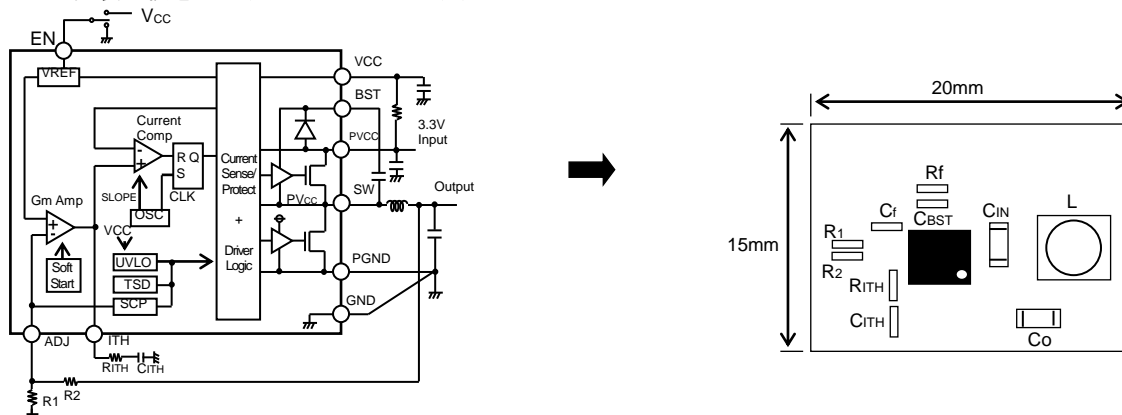 VCC
EN
VREF
VCC
BST
Current
Comp
3.3V
Input
PVCC
R Q
S
Current
Sense/
Protect
+
Driver
Logic
SLOPE
CLK
OSC
Gm Amp
PVCC
SW
Output
VCC
UVLO
TSD
SCP
Soft
Start
PGND
GND
ADJ
ITH
RITH
CITH
R1
R2
20mm
15mm
Rf
CBST
Cf
CIN
L
R1
R2
RITH
CITH
Co